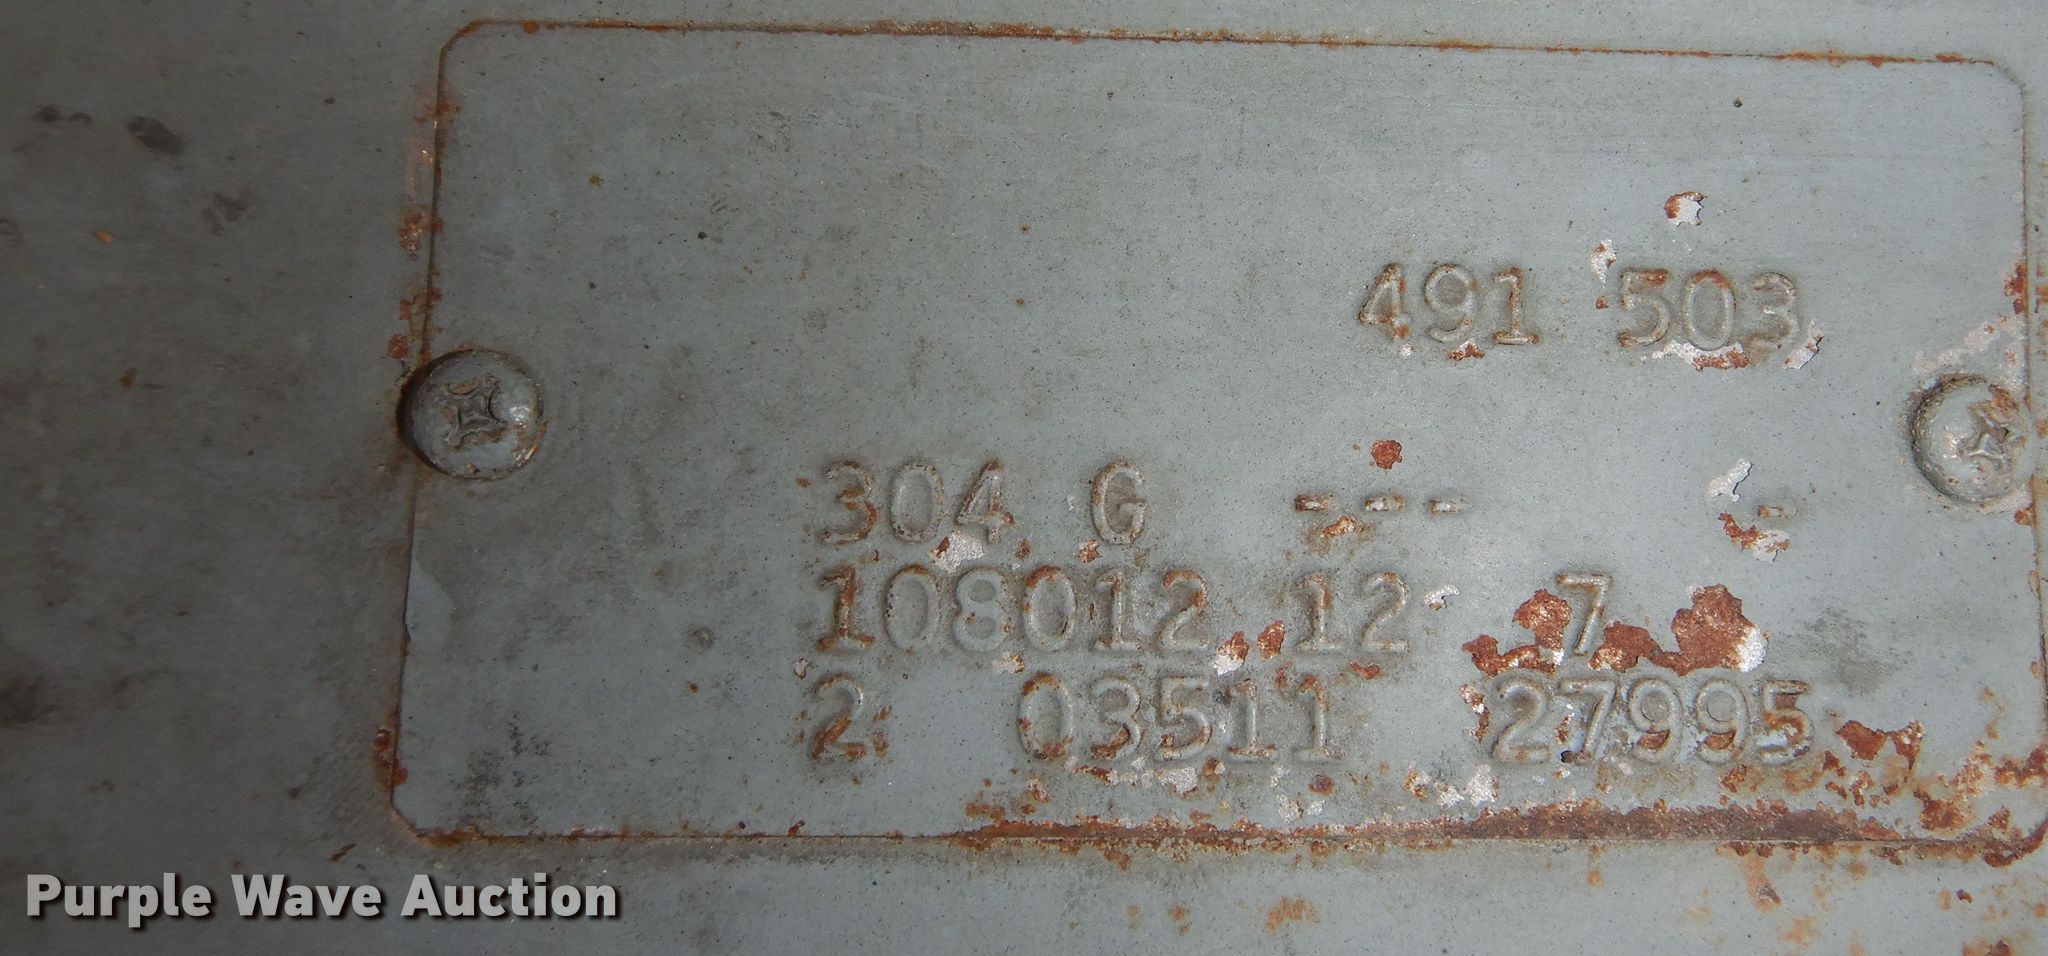 491 503
304 G --- -
108012 12 7
2 03511 27995
Purple Wave Auction